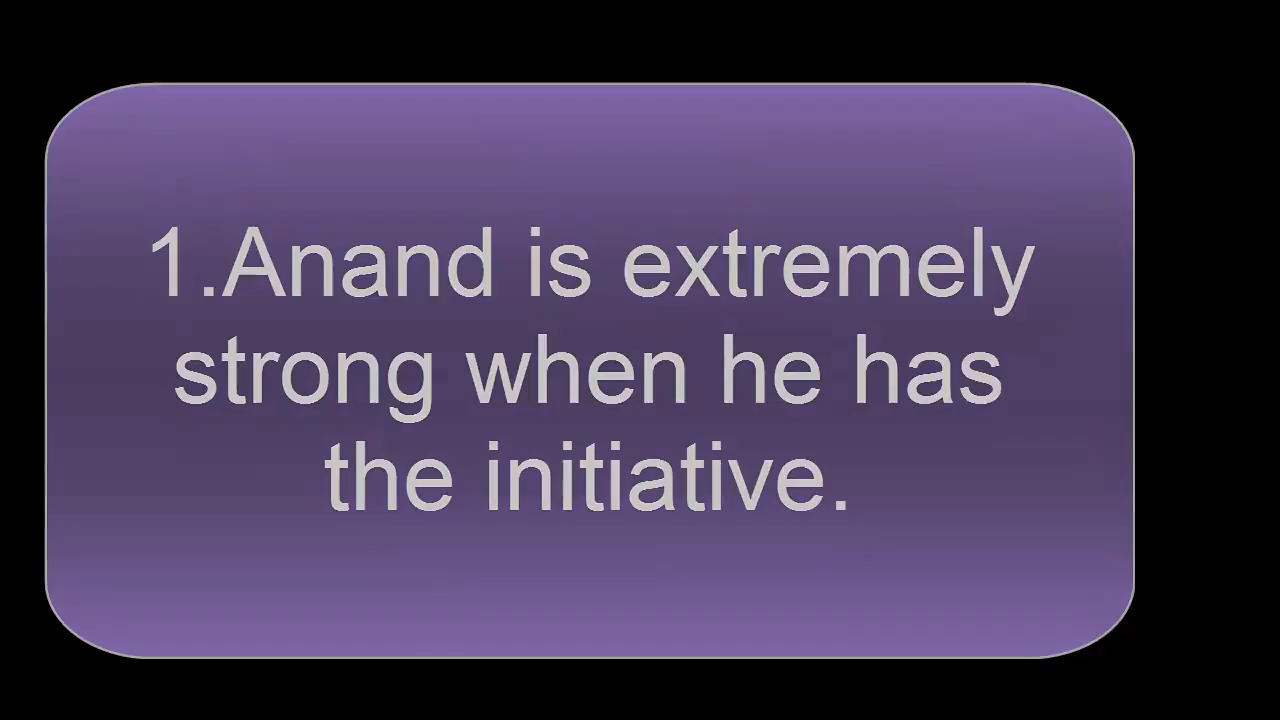 1.Anand is extremely
strong when he has
the initiative.